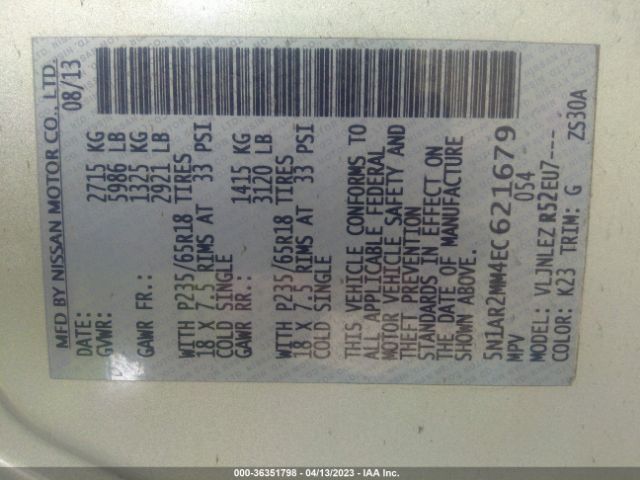 MFD BY NISSAN MOTOR CO., LTD.
DATE: 08/13
GVWR: 2715 KG
5986 LB
GAWR FR.: 1325 KG
2921 LB
WITH P235/65R18 TIRES
18 X 7.5 RIMS AT 33 PSI
COLD SINGLE
GAWR RR.: 1415 KG
3120 LB
WITH P235/65R18 TIRES
18 X 7.5 RIMS AT 33 PSI
COLD SINGLE
THIS VEHICLE CONFORMS TO
ALL APPLICABLE FEDERAL
MOTOR VEHICLE SAFETY AND
THEFT PREVENTION
STANDARDS IN EFFECT ON
THE DATE OF MANUFACTURE
SHOWN ABOVE.
5N1AR2MM4EC621679
MPV 054
MODEL: VLJNLEZ R52EU7---
COLOR: K23 TRIM: G ZS30A
000-36351798 - 04/13/2023 - IAA Inc.